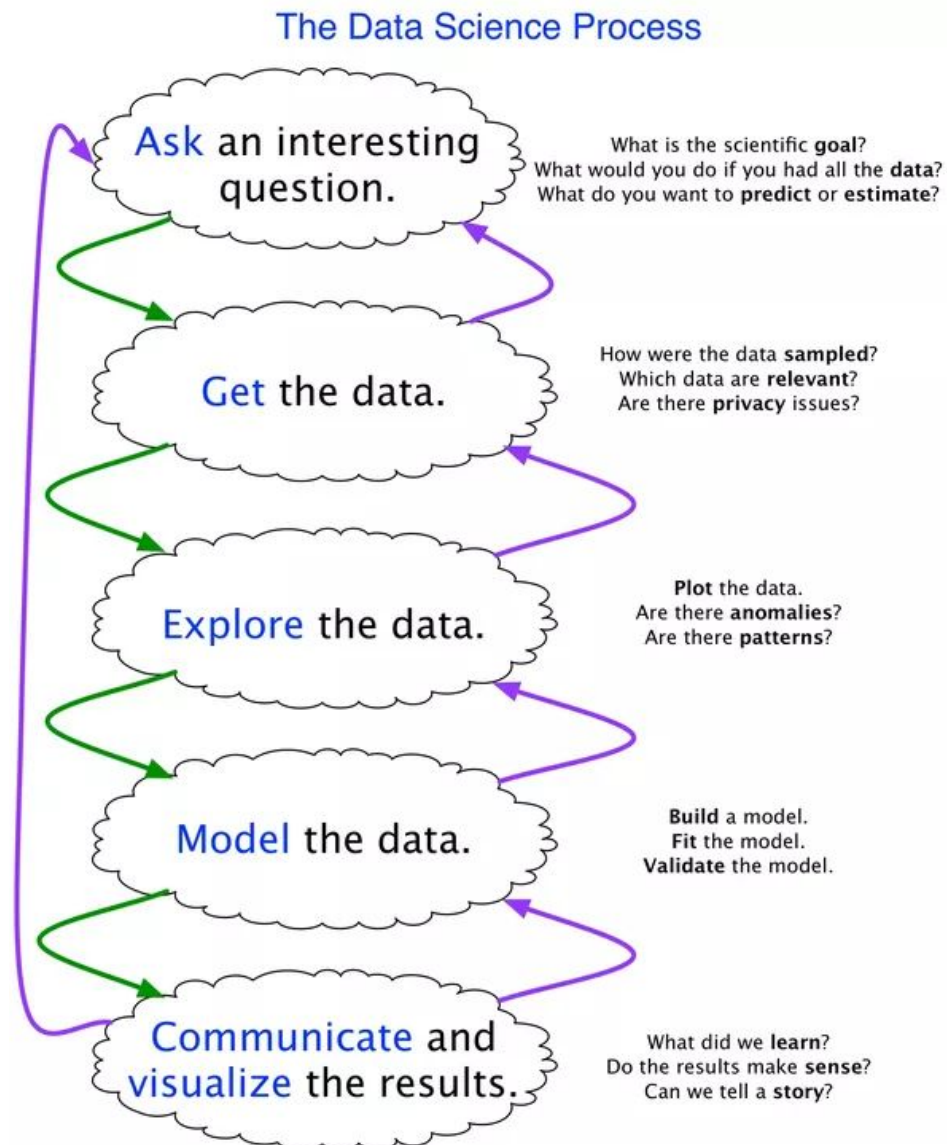 The Data Science Process
Ask an interesting
question.
What is the scientific goal?
What would you do if you had all the data?
What do you want to predict or estimate?
Get the data.
How were the data sampled?
Which data are relevant?
Are there privacy issues?
Explore the data.
Plot the data.
Are there anomalies?
Are there patterns?
Model the data.
Build a model.
Fit the model.
Validate the model.
Communicate and
visualize the results.
What did we learn?
Do the results make sense?
Can we tell a story?